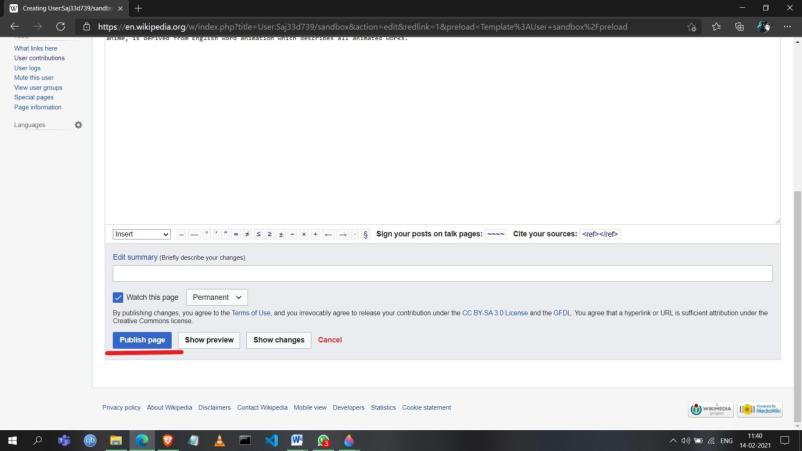 Creating User:Saj33d739/sandbo
https://en.wikipedia.org/w/index.php?title=User:Saj33d739/sandbox&action=edit&redlink=1&preload=Template%3AUser+sandbox%2Fpreload
What links here
User contributions
User logs
Mute this user
View user groups
Special pages
Page information
Languages
anime, is derived from English word animation which describes all animated works.
Insert – — ° ′ ″ ≈ ≠ ≤ ≥ ± − × ÷ ← → · § Sign your posts on talk pages: ~~~~ Cite your sources: <ref></ref>
Edit summary (Briefly describe your changes)
Watch this page Permanent
By publishing changes, you agree to the Terms of Use, and you irrevocably agree to release your contribution under the CC BY-SA 3.0 License and the GFDL. You agree that a hyperlink or URL is sufficient attribution under the
Creative Commons license.
Publish page Show preview Show changes Cancel
Privacy policy About Wikipedia Disclaimers Contact Wikipedia Mobile view Developers Statistics Cookie statement
A WIKIMEDIA project
Powered By MediaWiki
ENG
11:40
14-02-2021